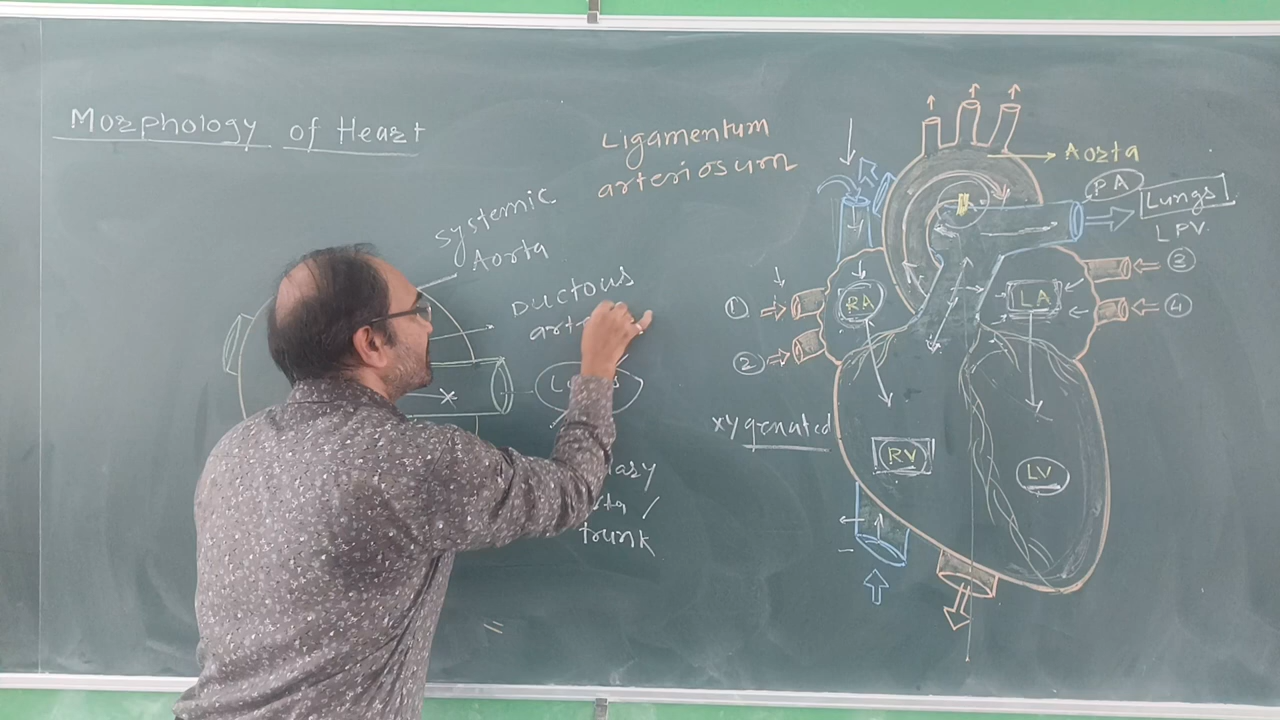 Morphology of Heart
Ligamentum
arteriosum
systemic
Aorta
Ductous
Aorta
PA
Lungs
LPV
1
2
3
4
RA
LA
RV
LV
xygenated
trunk